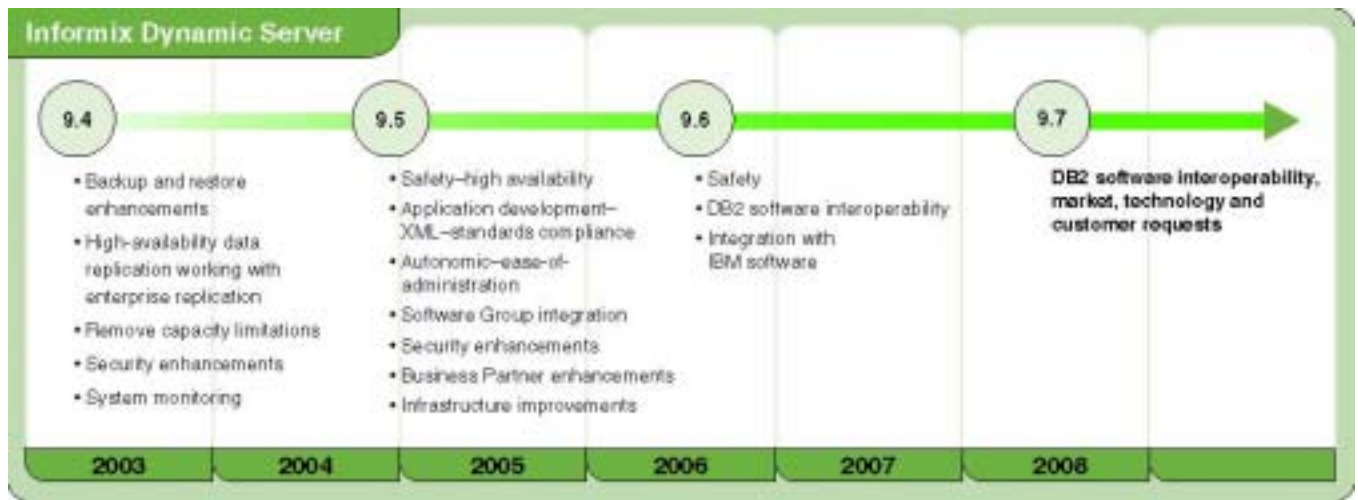 Informix Dynamic Server
9.4
9.5
9.6
9.7
• Backup and restore
enhancements
• High-availability data
replication working with
enterprise replication
• Remove capacity limitations
• Security enhancements
• System monitoring
• Safety–high availability
• Application development–
XML–standards compliance
• Autonomic–ease-of-
administration
• Software Group integration
• Security enhancements
• Business Partner enhancements
• Infrastructure improvements
• Safety
• DB2 software interoperability
• Integration with
IBM software
DB2 software interoperability,
market, technology and
customer requests
2003
2004
2005
2006
2007
2008